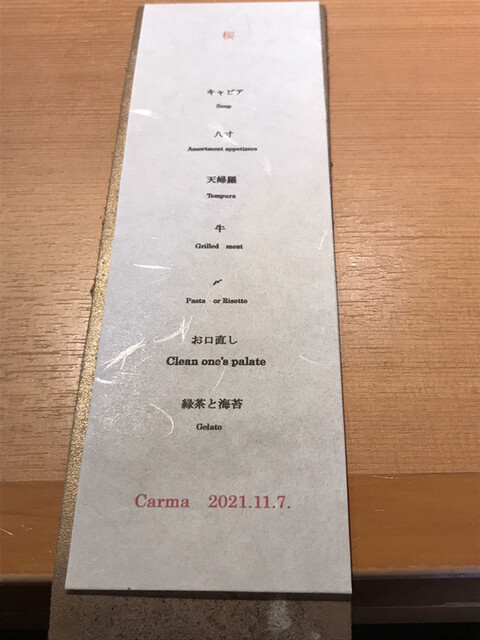 桜
キャビア
Soup
八寸
Assortment appetizers
天婦羅
Tempura
牛
Grilled meat
〆
Pasta or Risotto
お口直し
Clean one's palate
緑茶と海苔
Gelato
Carma 2021.11.7.